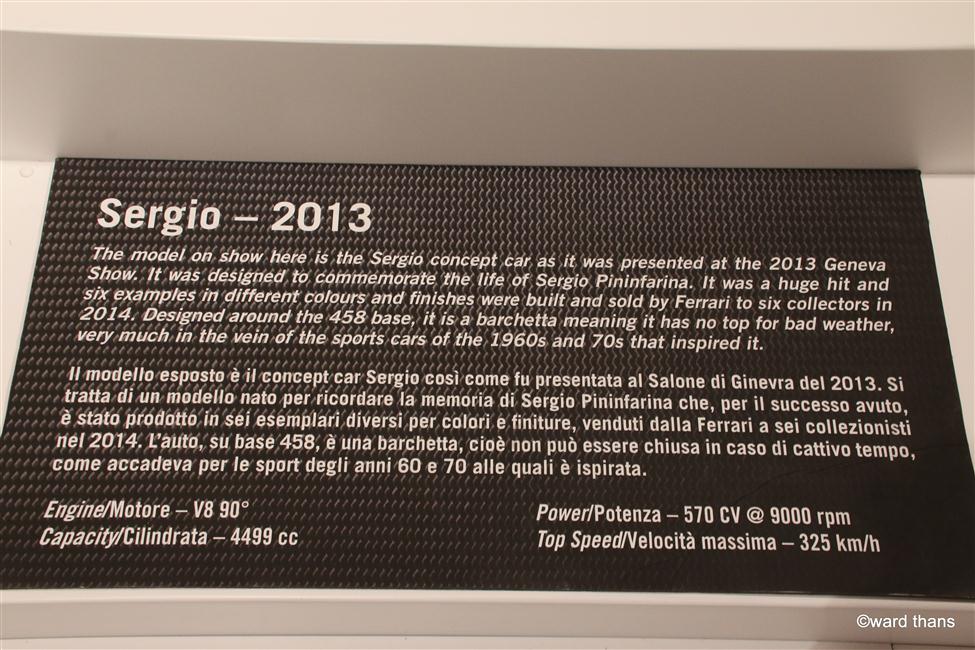 Sergio – 2013
The model on show here is the Sergio concept car as it was presented at the 2013 Geneva
Show. It was designed to commemorate the life of Sergio Pininfarina. It was a huge hit and
six examples in different colours and finishes were built and sold by Ferrari to six collectors in
2014. Designed around the 458 base, it is a barchetta meaning it has no top for bad weather,
very much in the vein of the sports cars of the 1960s and 70s that inspired it.
Il modello esposto è il concept car Sergio così come fu presentata al Salone di Ginevra del 2013. Si
tratta di un modello nato per ricordare la memoria di Sergio Pininfarina che, per il successo avuto,
è stato prodotto in sei esemplari diversi per colori e finiture, venduti dalla Ferrari a sei collezionisti
nel 2014. L'auto, su base 458, è una barchetta, cioè non può essere chiusa in caso di cattivo tempo,
come accadeva per le sport degli anni 60 e 70 alle quali è ispirata.
Engine/Motore – V8 90°
Capacity/Cilindrata – 4499 cc
Power/Potenza – 570 CV @ 9000 rpm
Top Speed/Velocità massima – 325 km/h
©ward thans